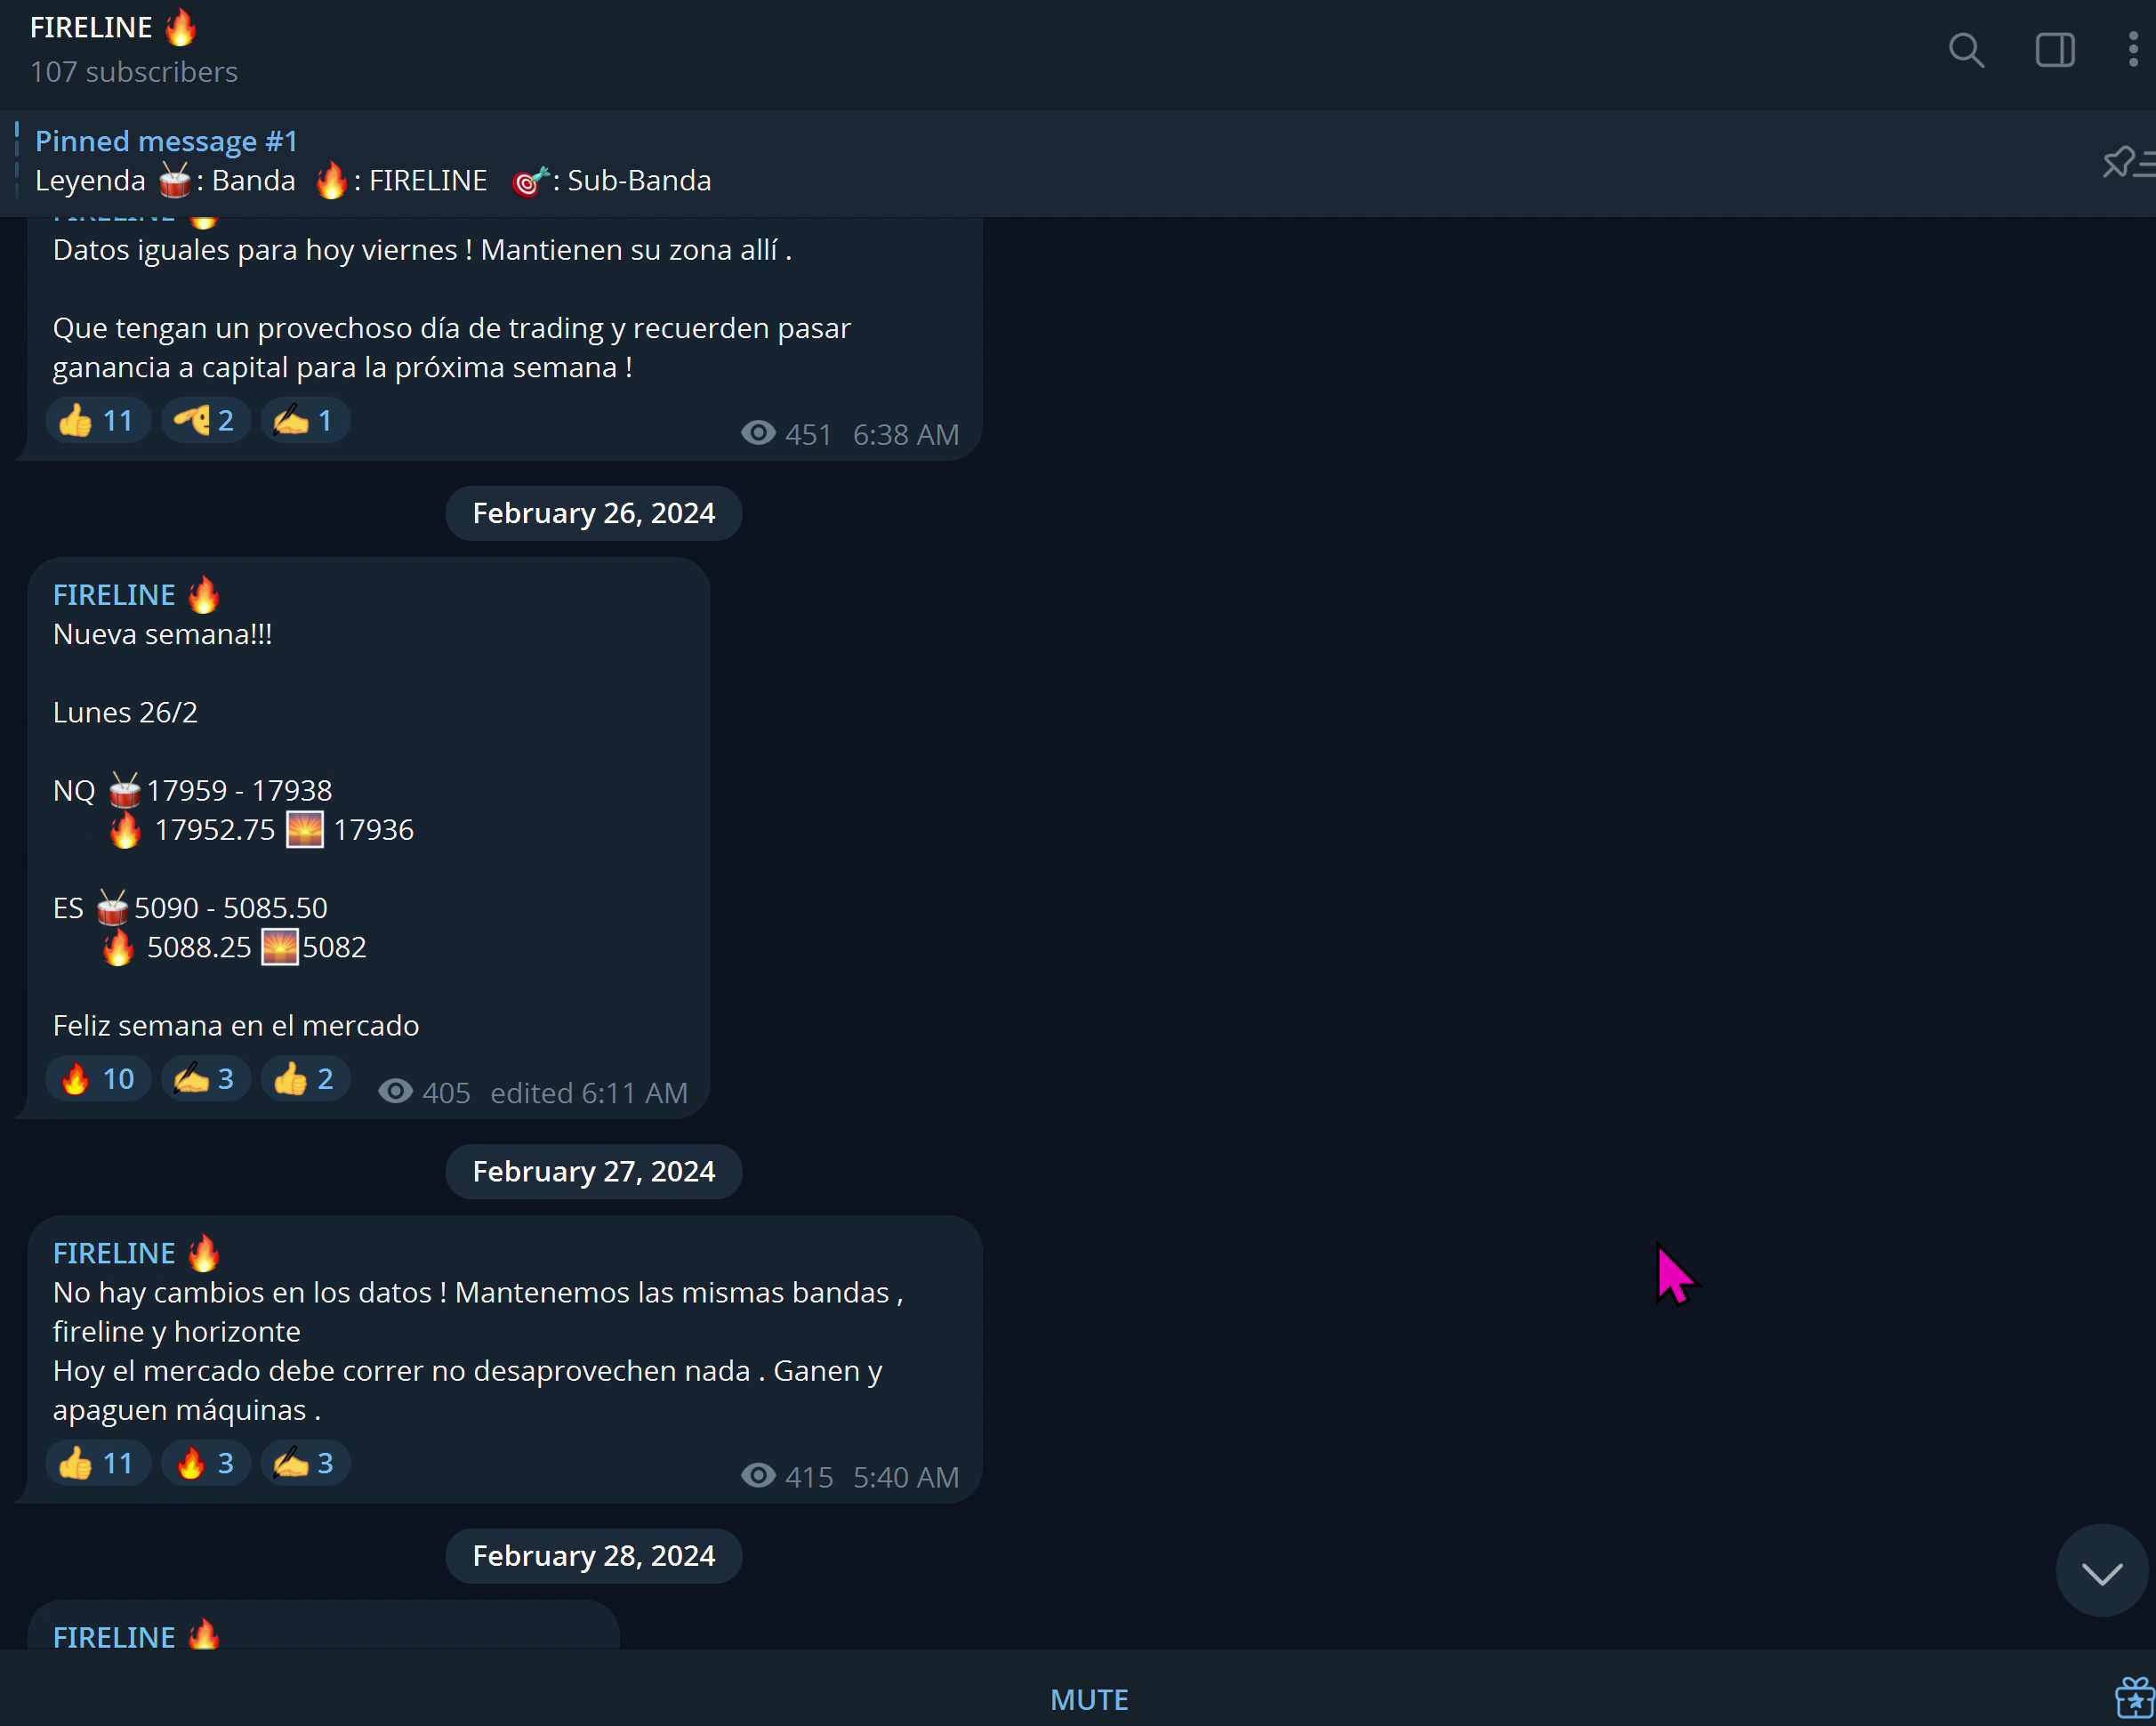 FIRELINE 🔥
107 subscribers
Pinned message #1
Leyenda 🥁: Banda 🔥: FIRELINE 🎯: Sub-Banda
FIRELINE 🔥
Datos iguales para hoy viernes ! Mantienen su zona allí .
Que tengan un provechoso día de trading y recuerden pasar
ganancia a capital para la próxima semana !
👍 11 🫡 2 ✍️ 1 451 6:38 AM
February 26, 2024
FIRELINE 🔥
Nueva semana!!!
Lunes 26/2
NQ 🥁17959 - 17938
🔥 17952.75 🌅 17936
ES 🥁5090 - 5085.50
🔥 5088.25 🌅5082
Feliz semana en el mercado
🔥 10 ✍️ 3 👍 2 405 edited 6:11 AM
February 27, 2024
FIRELINE 🔥
No hay cambios en los datos ! Mantenemos las mismas bandas ,
fireline y horizonte
Hoy el mercado debe correr no desaprovechen nada . Ganen y
apaguen máquinas .
👍 11 🔥 3 ✍️ 3 415 5:40 AM
February 28, 2024
FIRELINE 🔥
MUTE